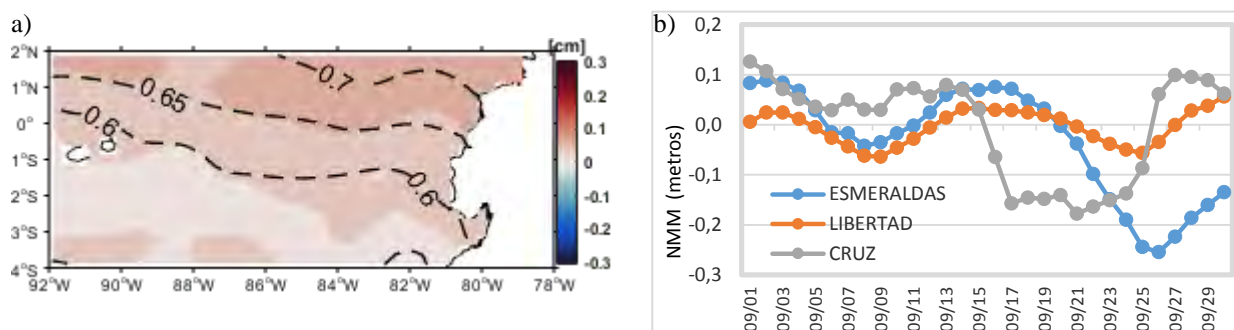 a)
[cm]
2°N
1°N
0°
1°S
2°S
3°S
4°S
92°W 90°W 88°W 86°W 84°W 82°W 80°W 78°W
0.7
0.65
0.6
0.6
0.3
0.2
0.1
0
-0.1
-0.2
-0.3
b)
NMM (metros)
0,2
0,1
0,0
-0,1
-0,2
-0,3
ESMERALDAS
LIBERTAD
CRUZ
09/01 09/03 09/05 09/07 09/09 09/11 09/13 09/15 09/17 09/19 09/21 09/23 09/25 09/27 09/29